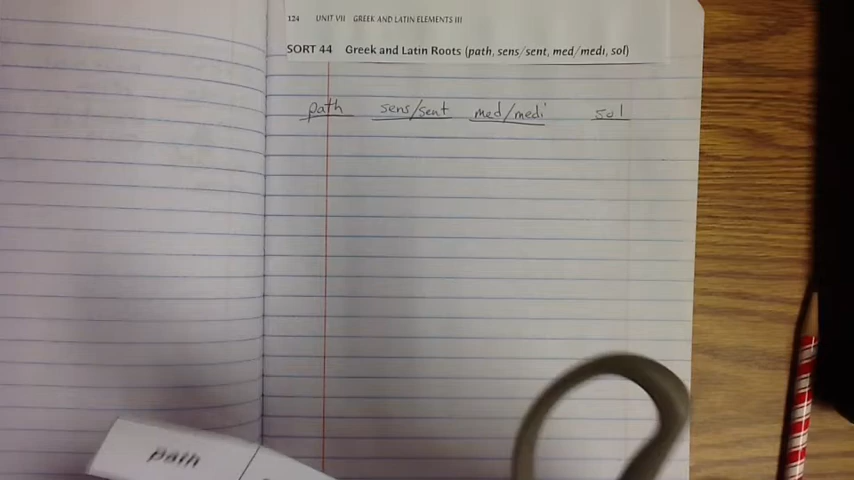 124 UNIT VII GREEK AND LATIN ELEMENTS III
SORT 44 Greek and Latin Roots (path, sens/sent, med/medi, sol)
path sens/sent med/medi sol
path